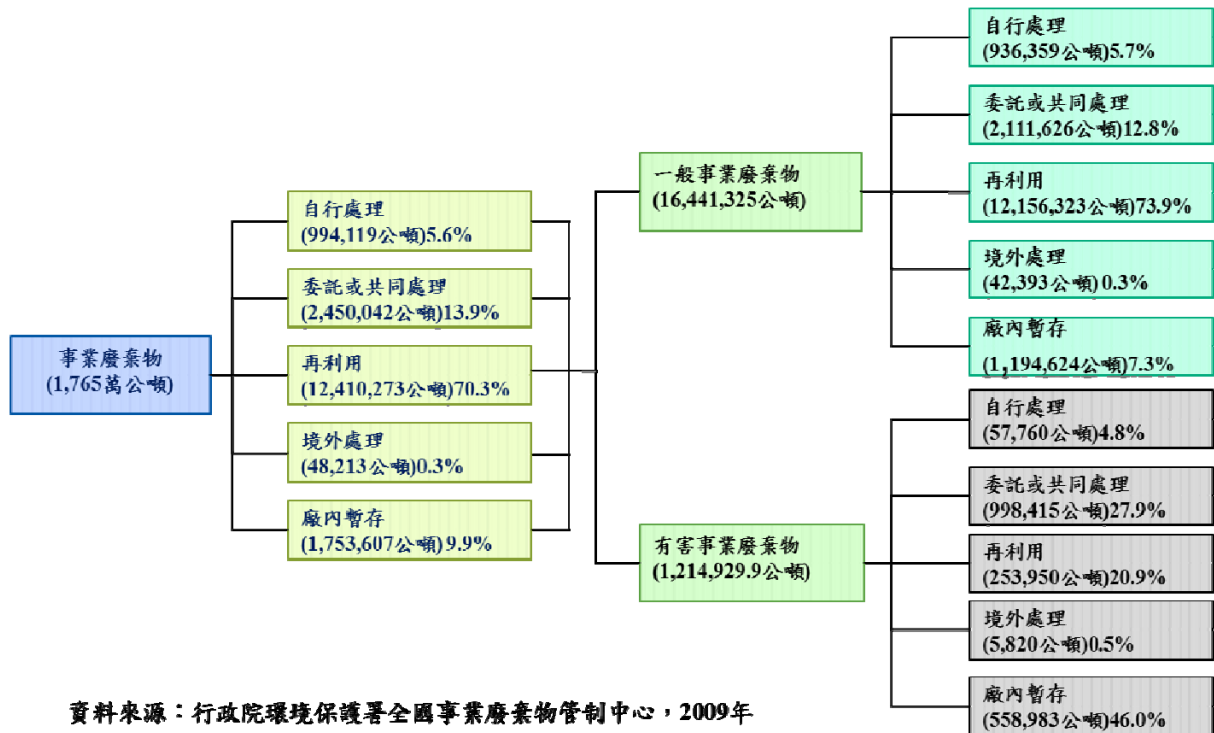 事業廢棄物
(1,765萬公噸)
自行處理
(994,119公噸)5.6%
委託或共同處理
(2,450,042公噸)13.9%
再利用
(12,410,273公噸)70.3%
境外處理
(48,213公噸)0.3%
廠內暫存
(1,753,607公噸)9.9%
一般事業廢棄物
(16,441,325公噸)
有害事業廢棄物
(1,214,929.9公噸)
自行處理
(936,359公噸)5.7%
委託或共同處理
(2,111,626公噸)12.8%
再利用
(12,156,323公噸)73.9%
境外處理
(42,393公噸)0.3%
廠內暫存
(1,194,624公噸)7.3%
自行處理
(57,760公噸)4.8%
委託或共同處理
(998,415公噸)27.9%
再利用
(253,950公噸)20.9%
境外處理
(5,820公噸)0.5%
廠內暫存
(558,983公噸)46.0%
資料來源：行政院環境保護署全國事業廢棄物管制中心，2009年